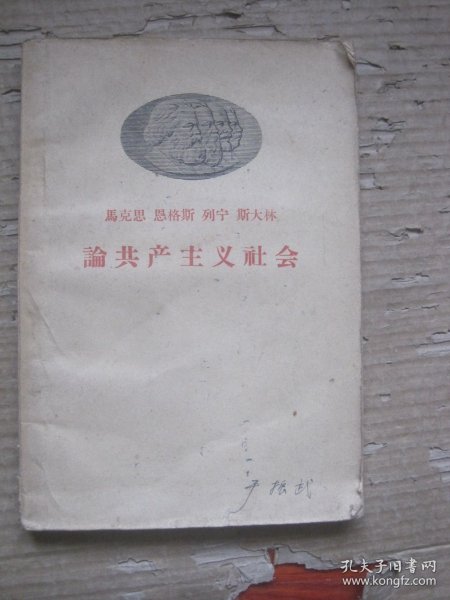 馬克思 恩格斯 列宁 斯大林
論共产主义社会
孔夫子旧书网
www.kongfz.com